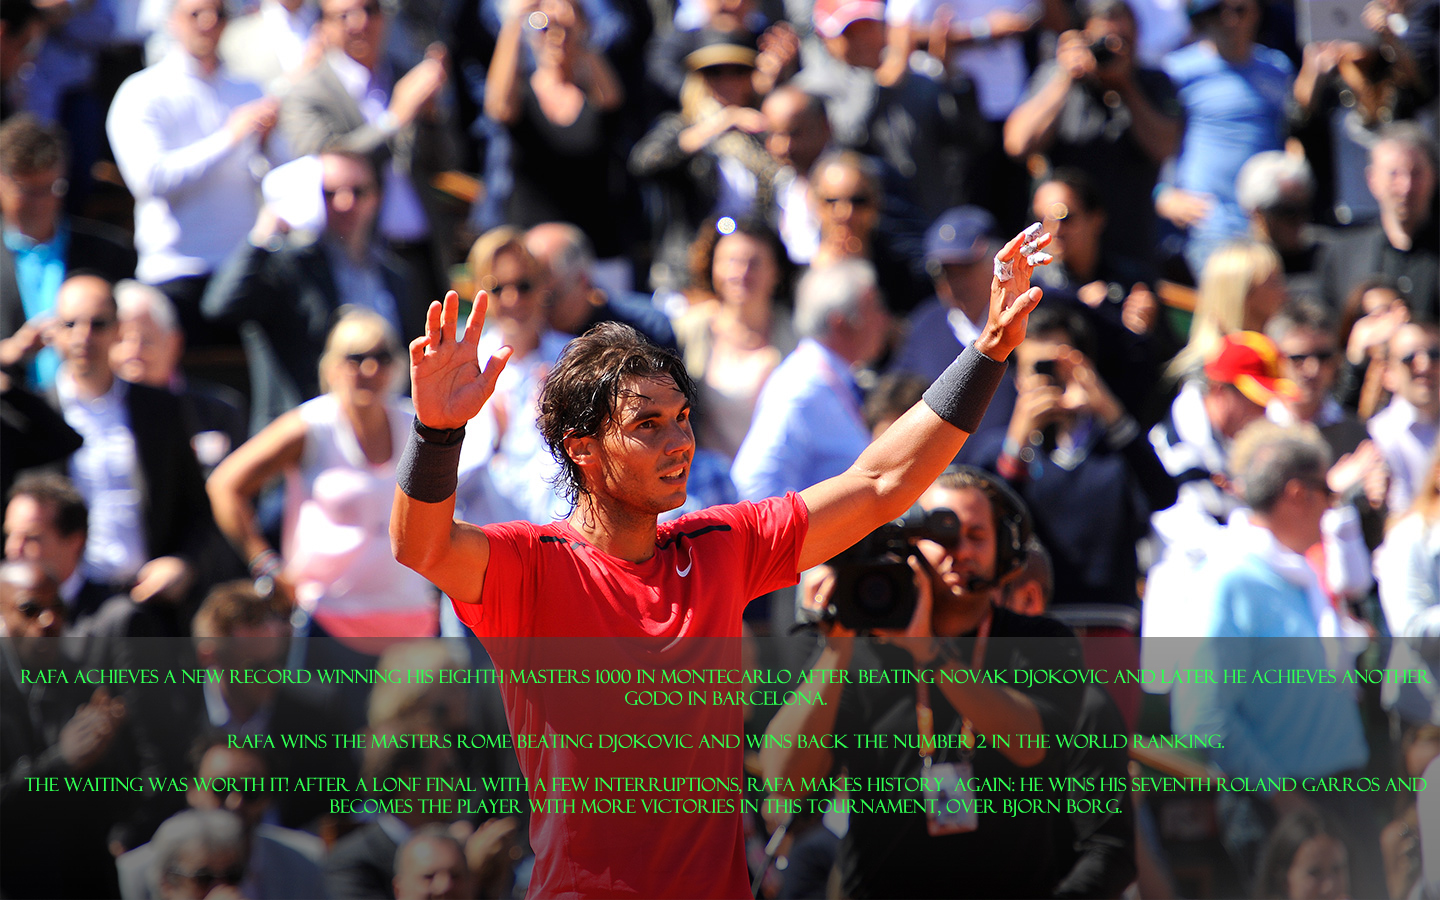 RAFA ACHIEVES A NEW RECORD WINNING HIS EIGHTH MASTERS 1000 IN MONTECARLO AFTER BEATING NOVAK DJOKOVIC AND LATER HE ACHIEVES ANOTHER
GODO IN BARCELONA.
RAFA WINS THE MASTERS ROME BEATING DJOKOVIC AND WINS BACK THE NUMBER 2 IN THE WORLD RANKING.
THE WAITING WAS WORTH IT! AFTER A LONF FINAL WITH A FEW INTERRUPTIONS, RAFA MAKES HISTORY  AGAIN: HE WINS HIS SEVENTH ROLAND GARROS AND
BECOMES THE PLAYER WITH MORE VICTORIES IN THIS TOURNAMENT, OVER BJORN BORG.